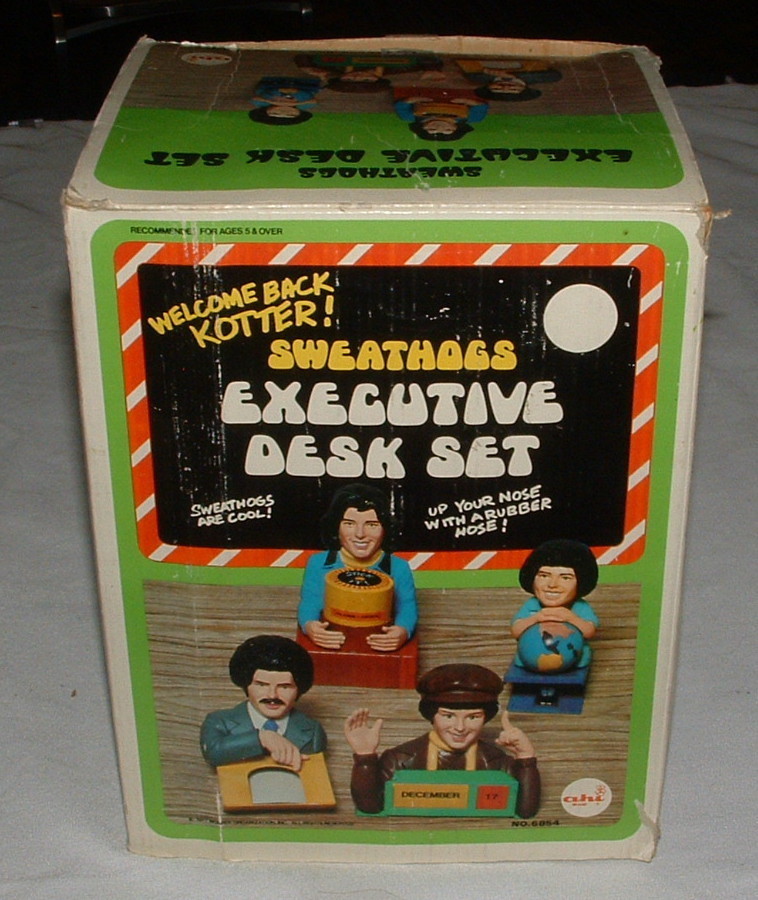 SWEATHOGS
EXECUTIVE DESK SET
RECOMMENDED FOR AGES 5 & OVER
WELCOME BACK
KOTTER!
SWEATHOGS
EXECUTIVE
DESK SET
SWEATHOGS
ARE COOL!
UP YOUR NOSE
WITH A RUBBER
HOSE!
DECEMBER 17
ahi
NO. 6854